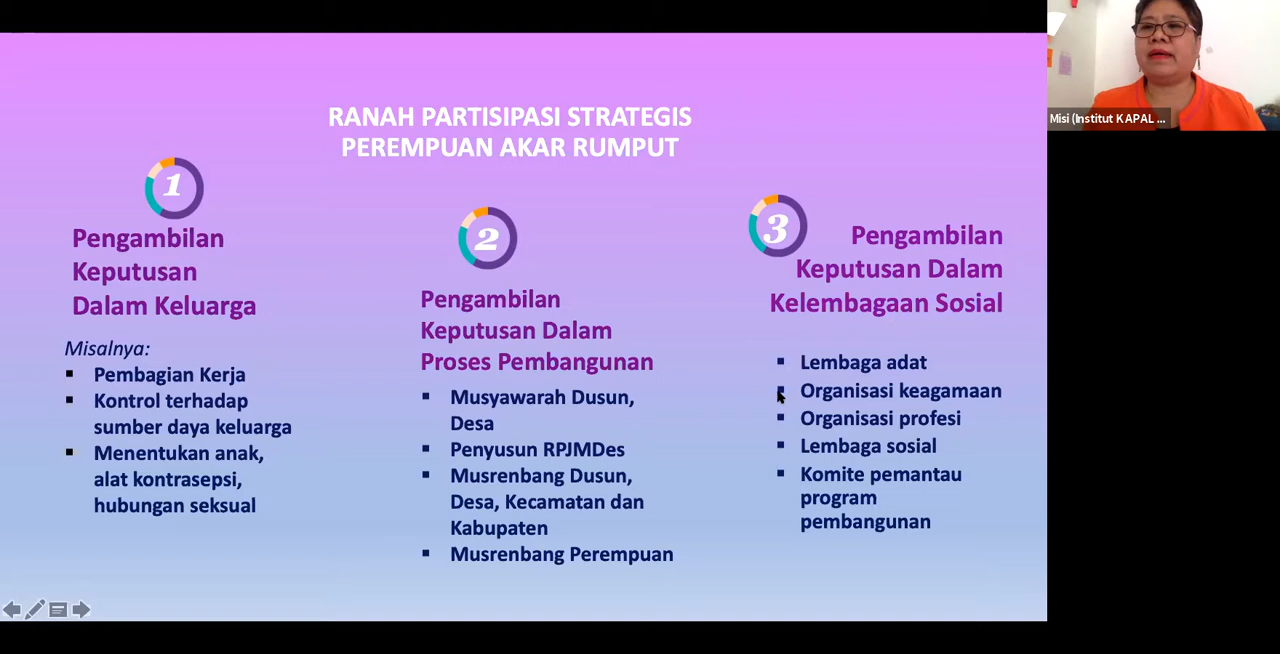 RANAH PARTISIPASI STRATEGIS
PEREMPUAN AKAR RUMPUT
1
Pengambilan
Keputusan
Dalam Keluarga
Misalnya:
▪ Pembagian Kerja
▪ Kontrol terhadap
sumber daya keluarga
▪ Menentukan anak,
alat kontrasepsi,
hubungan seksual
2
Pengambilan
Keputusan Dalam
Proses Pembangunan
▪ Musyawarah Dusun,
Desa
▪ Penyusun RPJMDes
▪ Musrenbang Dusun,
Desa, Kecamatan dan
Kabupaten
▪ Musrenbang Perempuan
3
Pengambilan
Keputusan Dalam
Kelembagaan Sosial
▪ Lembaga adat
▪ Organisasi keagamaan
▪ Organisasi profesi
▪ Lembaga sosial
▪ Komite pemantau
program
pembangunan
Misi (Institut KAPAL ...